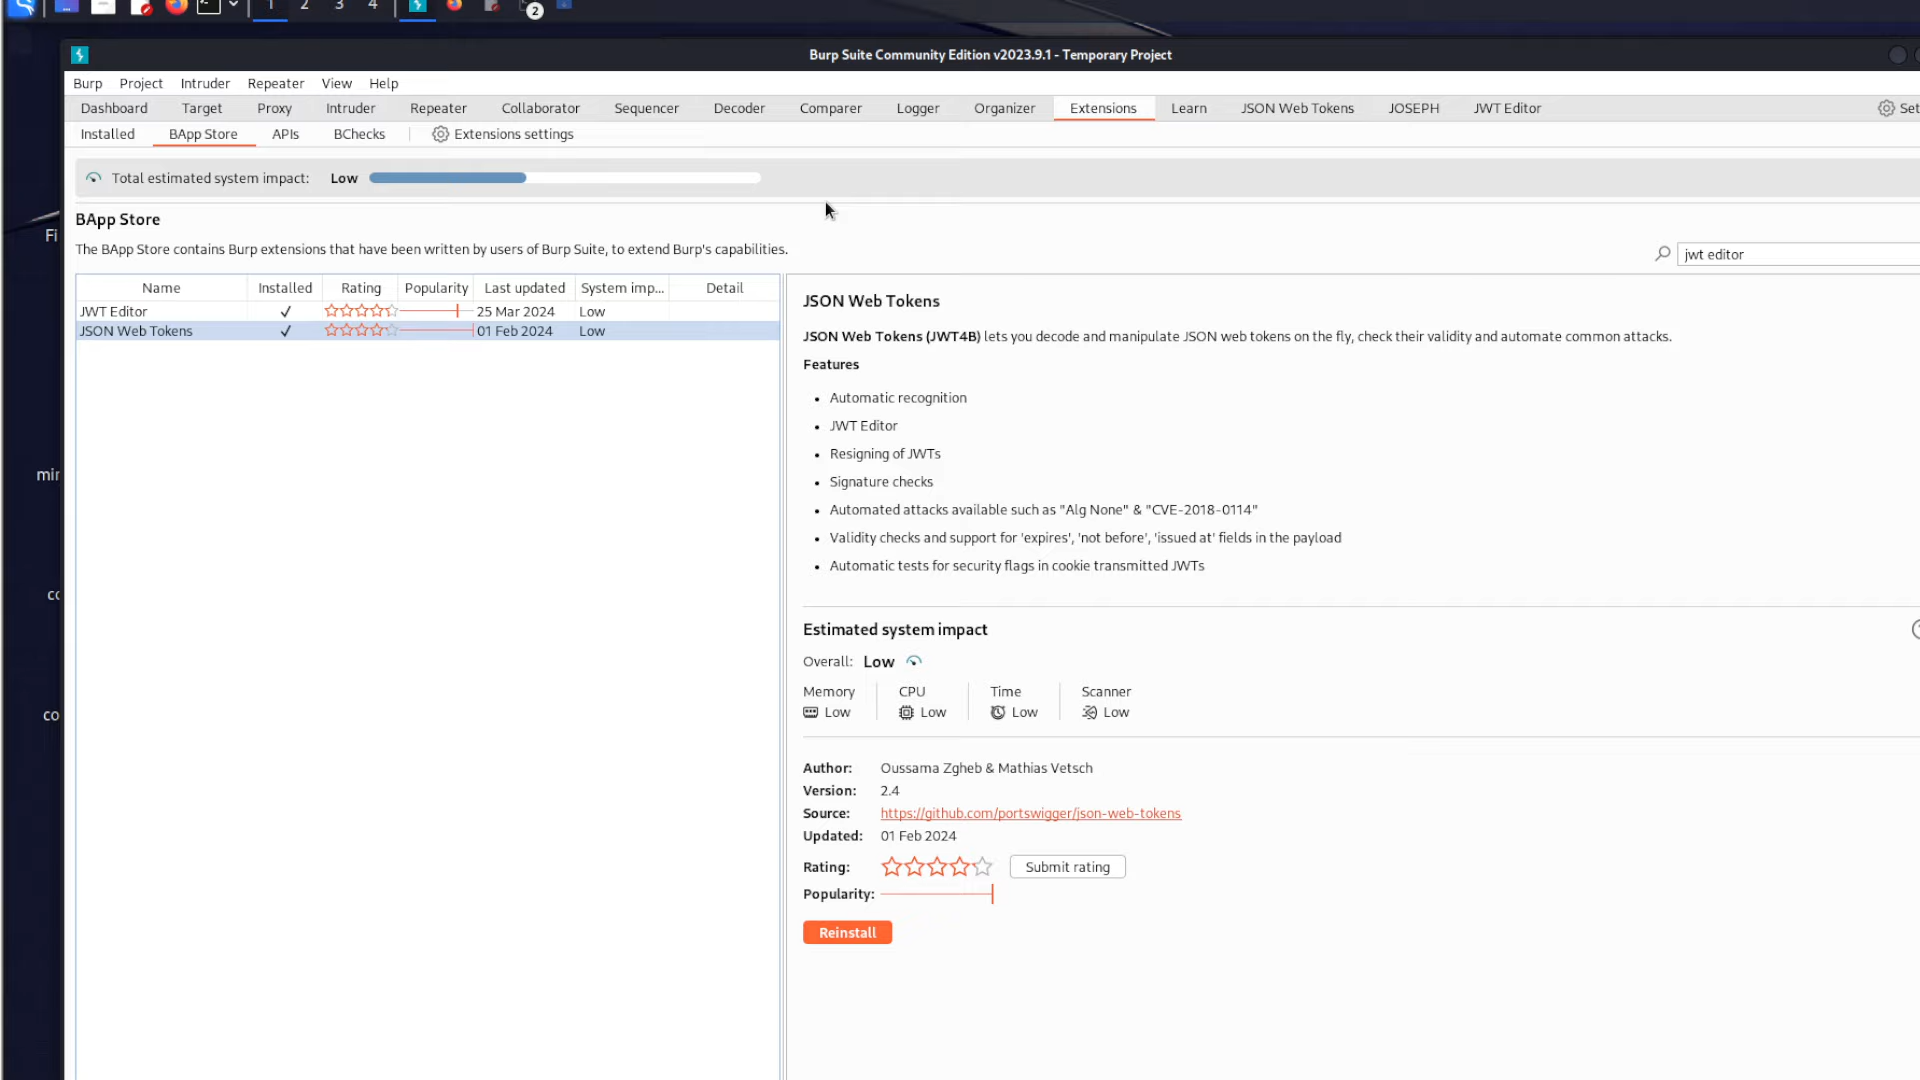 1 2 3 4
2
Burp Suite Community Edition v2023.9.1 - Temporary Project
Burp Project Intruder Repeater View Help
Dashboard Target Proxy Intruder Repeater Collaborator Sequencer Decoder Comparer Logger Organizer Extensions Learn JSON Web Tokens JOSEPH JWT Editor Set
Installed BApp Store APIs BChecks Extensions settings
Total estimated system impact: Low
BApp Store
The BApp Store contains Burp extensions that have been written by users of Burp Suite, to extend Burp's capabilities.
jwt editor
Name Installed Rating Popularity Last updated System imp... Detail
JWT Editor ✓ 25 Mar 2024 Low
JSON Web Tokens ✓ 01 Feb 2024 Low
JSON Web Tokens
JSON Web Tokens (JWT4B) lets you decode and manipulate JSON web tokens on the fly, check their validity and automate common attacks.
Features
• Automatic recognition
• JWT Editor
• Resigning of JWTs
• Signature checks
• Automated attacks available such as "Alg None" & "CVE-2018-0114"
• Validity checks and support for 'expires', 'not before', 'issued at' fields in the payload
• Automatic tests for security flags in cookie transmitted JWTs
Estimated system impact
Overall: Low
Memory CPU Time Scanner
Low Low Low Low
Author: Oussama Zgheb & Mathias Vetsch
Version: 2.4
Source: https://github.com/portswigger/json-web-tokens
Updated: 01 Feb 2024
Rating: Submit rating
Popularity:
Reinstall
Fi
mir
co
co